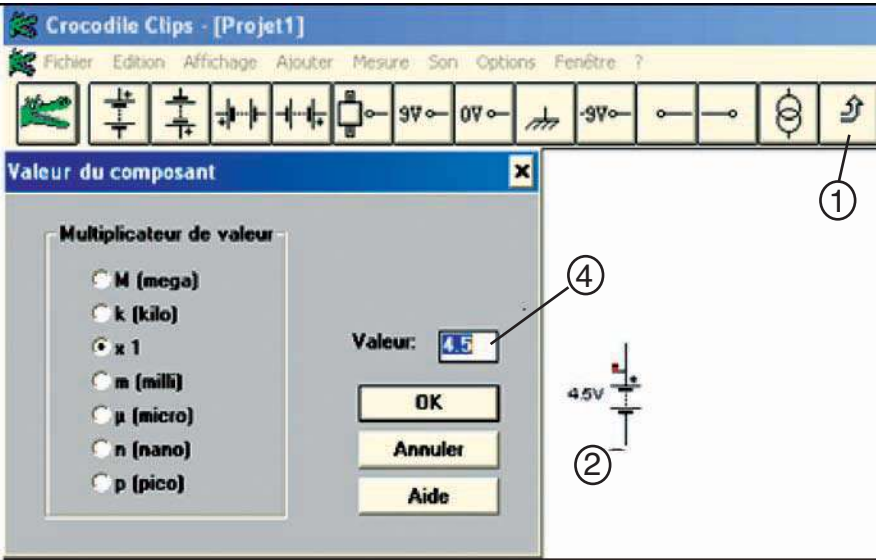 Crocodile Clips - [Projet1]
Fichier Edition Affichage Ajouter Mesure Son Options Fenêtre ?
9V 0V -9V
1
Valeur du composant
Multiplicateur de valeur
M (mega)
k (kilo)
x 1
m (milli)
µ (micro)
n (nano)
p (pico)
Valeur: 4.5
4
OK
Annuler
Aide
4.5V
2